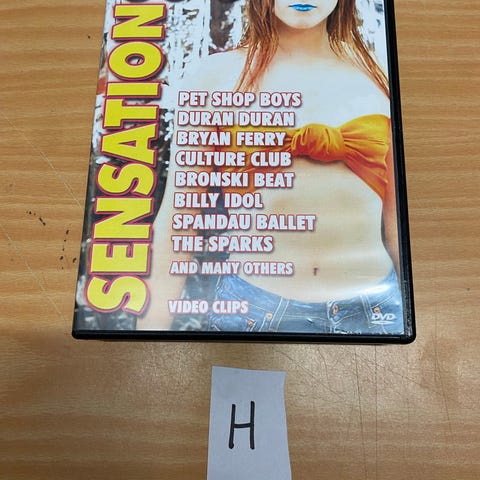 SENSATION
PET SHOP BOYS
DURAN DURAN
BRYAN FERRY
CULTURE CLUB
BRONSKI BEAT
BILLY IDOL
SPANDAU BALLET
THE SPARKS
AND MANY OTHERS
VIDEO CLIPS
DVD
H